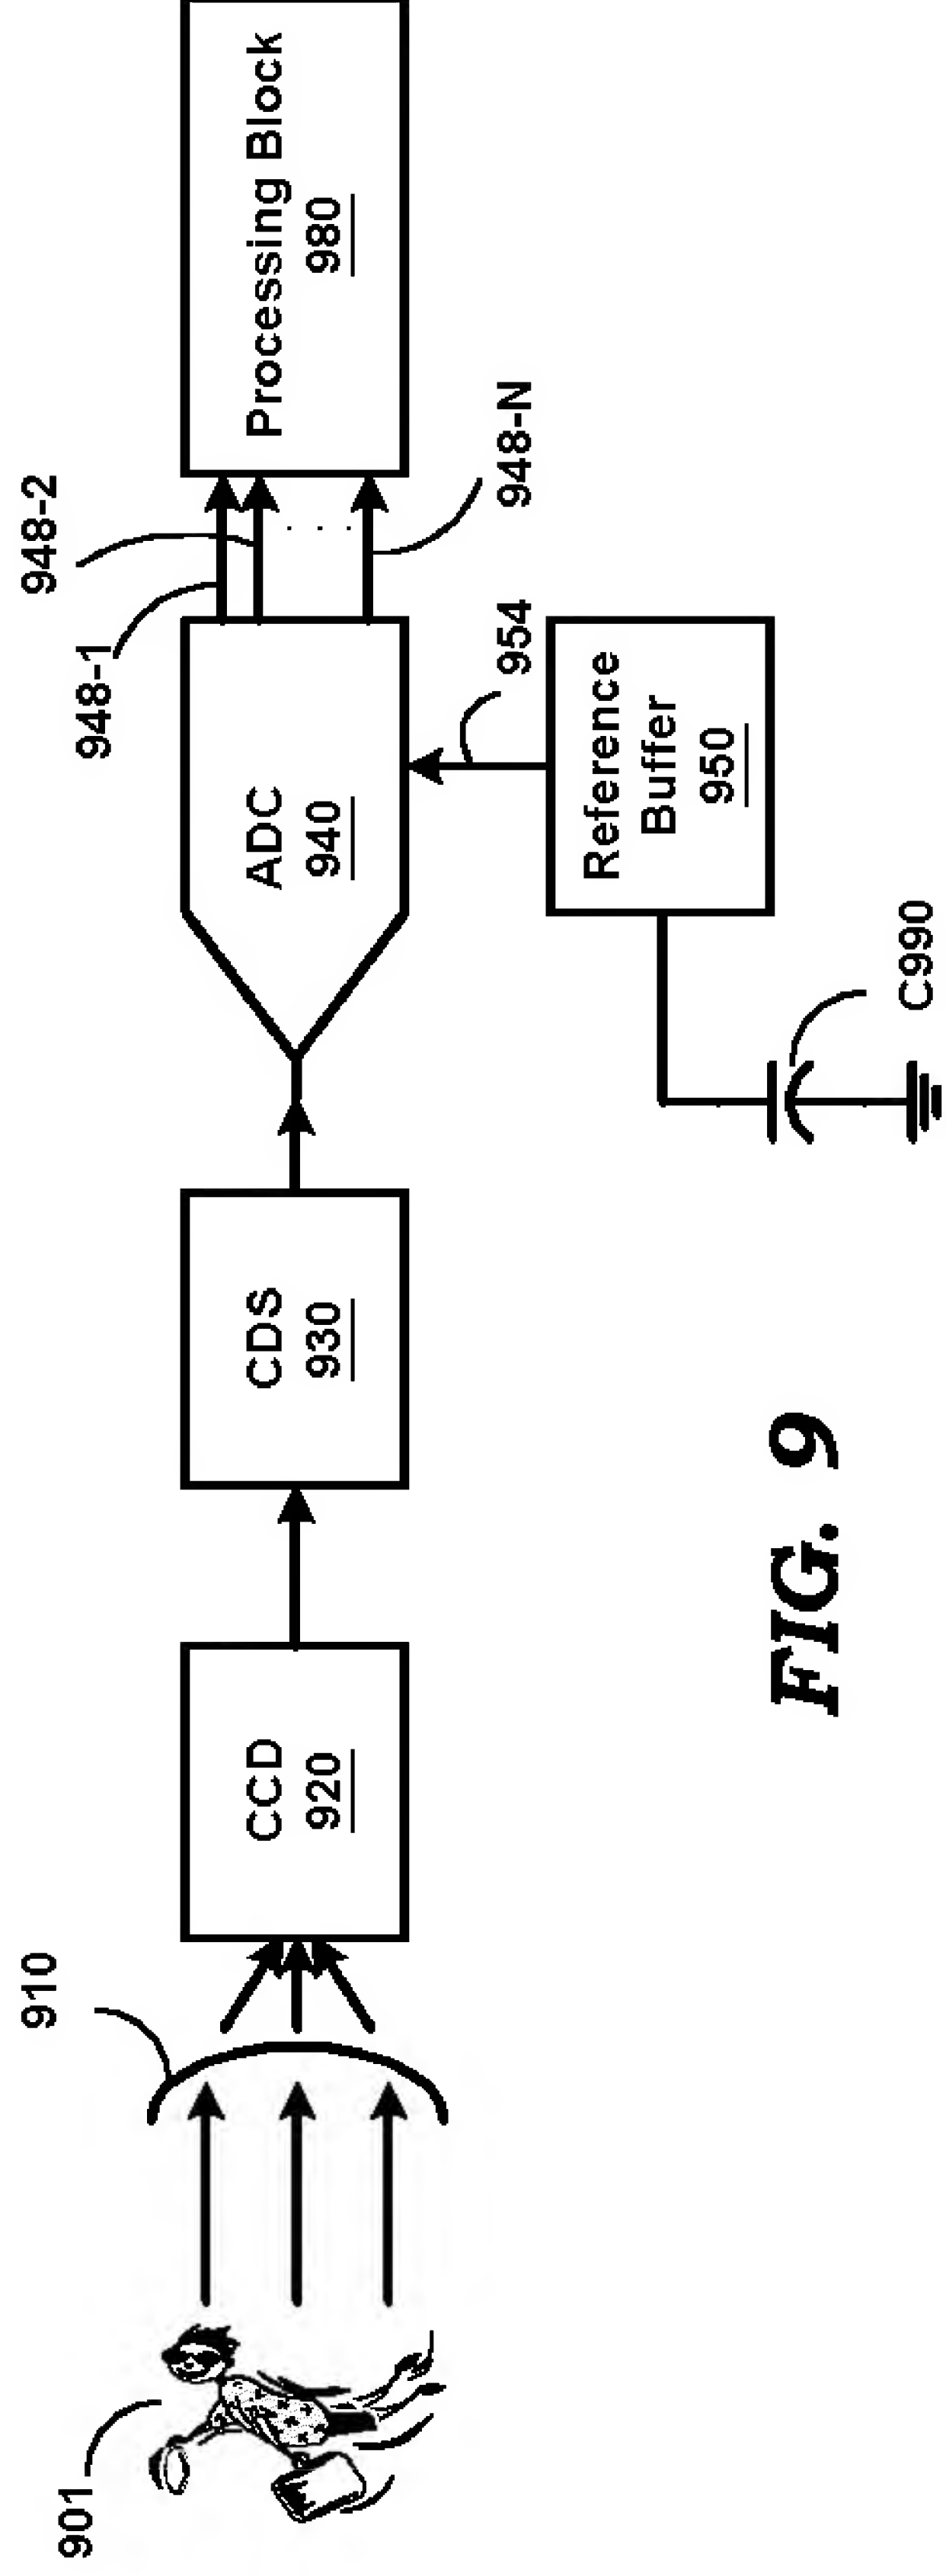 901
910
CCD
920
CDS
930
ADC
940
948-1
948-2
948-N
Processing Block
980
954
Reference
Buffer
950
C990
FIG. 9